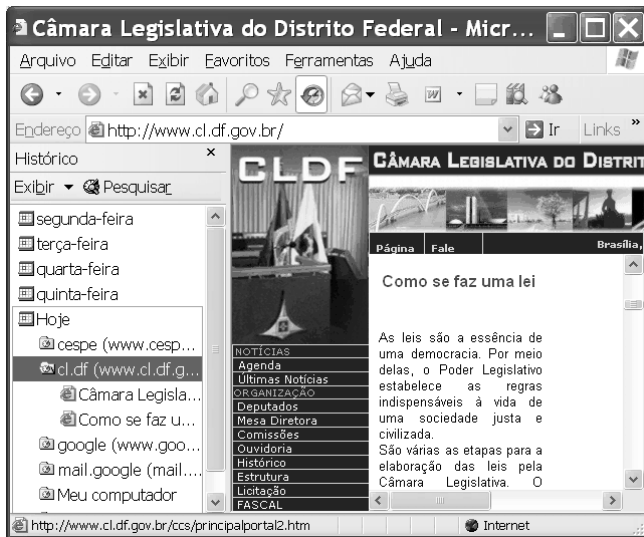 Câmara Legislativa do Distrito Federal - Micr...
Arquivo Editar Exibir Favoritos Ferramentas Ajuda
Endereço http://www.cl.df.gov.br/ Ir Links »
Histórico ×
Exibir Pesquisar
segunda-feira
terça-feira
quarta-feira
quinta-feira
Hoje
cespe (www.cesp...
cl.df (www.cl.df.g...
Câmara Legisla...
Como se faz u...
google (www.goo...
mail.google (mail....
Meu computador
CLDF
NOTÍCIAS
Agenda
Últimas Notícias
ORGANIZAÇÃO
Deputados
Mesa Diretora
Comissões
Ouvidoria
Histórico
Estrutura
Licitação
FASCAL
CÂMARA LEGISLATIVA DO DISTRIT
Página Fale Brasília,
Como se faz uma lei
As leis são a essência de
uma democracia. Por meio
delas, o Poder Legislativo
estabelece as regras
indispensáveis à vida de
uma sociedade justa e
civilizada.
São várias as etapas para a
elaboração das leis pela
Câmara Legislativa. O
http://www.cl.df.gov.br/ccs/principalportal2.htm Internet